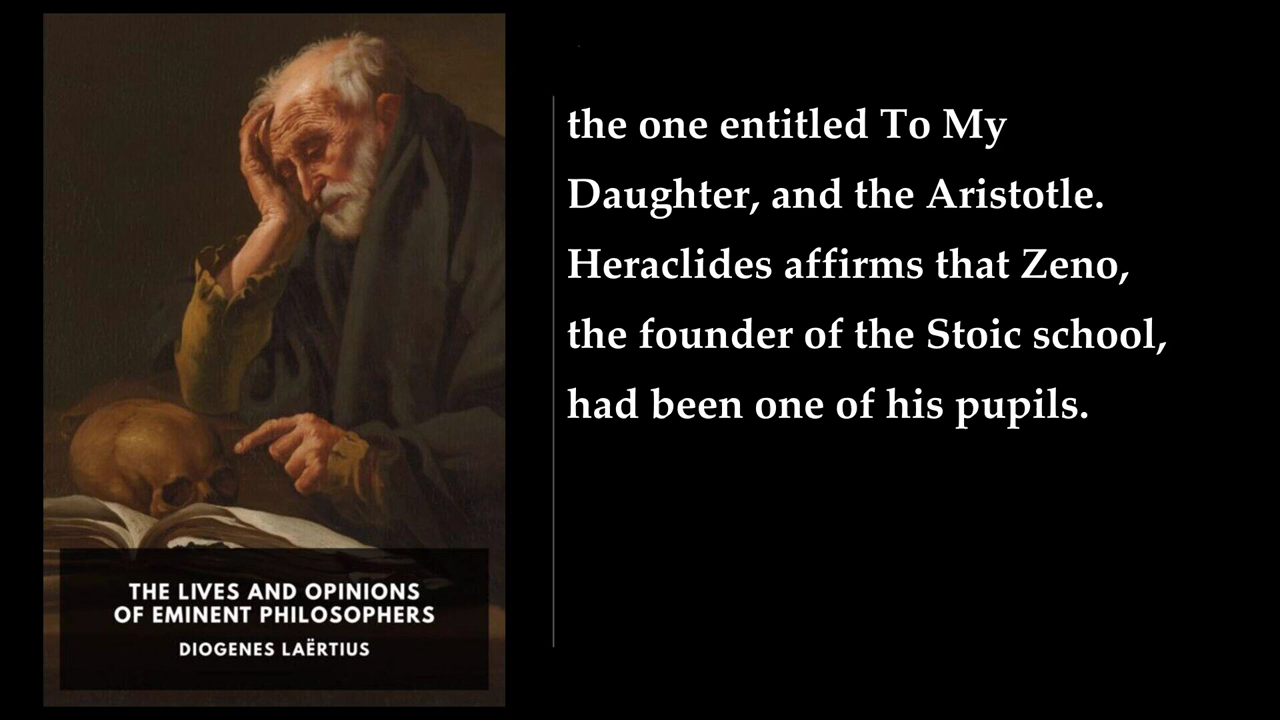 THE LIVES AND OPINIONS
OF EMINENT PHILOSOPHERS
DIOGENES LAËRTIUS
the one entitled To My
Daughter, and the Aristotle.
Heraclides affirms that Zeno,
the founder of the Stoic school,
had been one of his pupils.